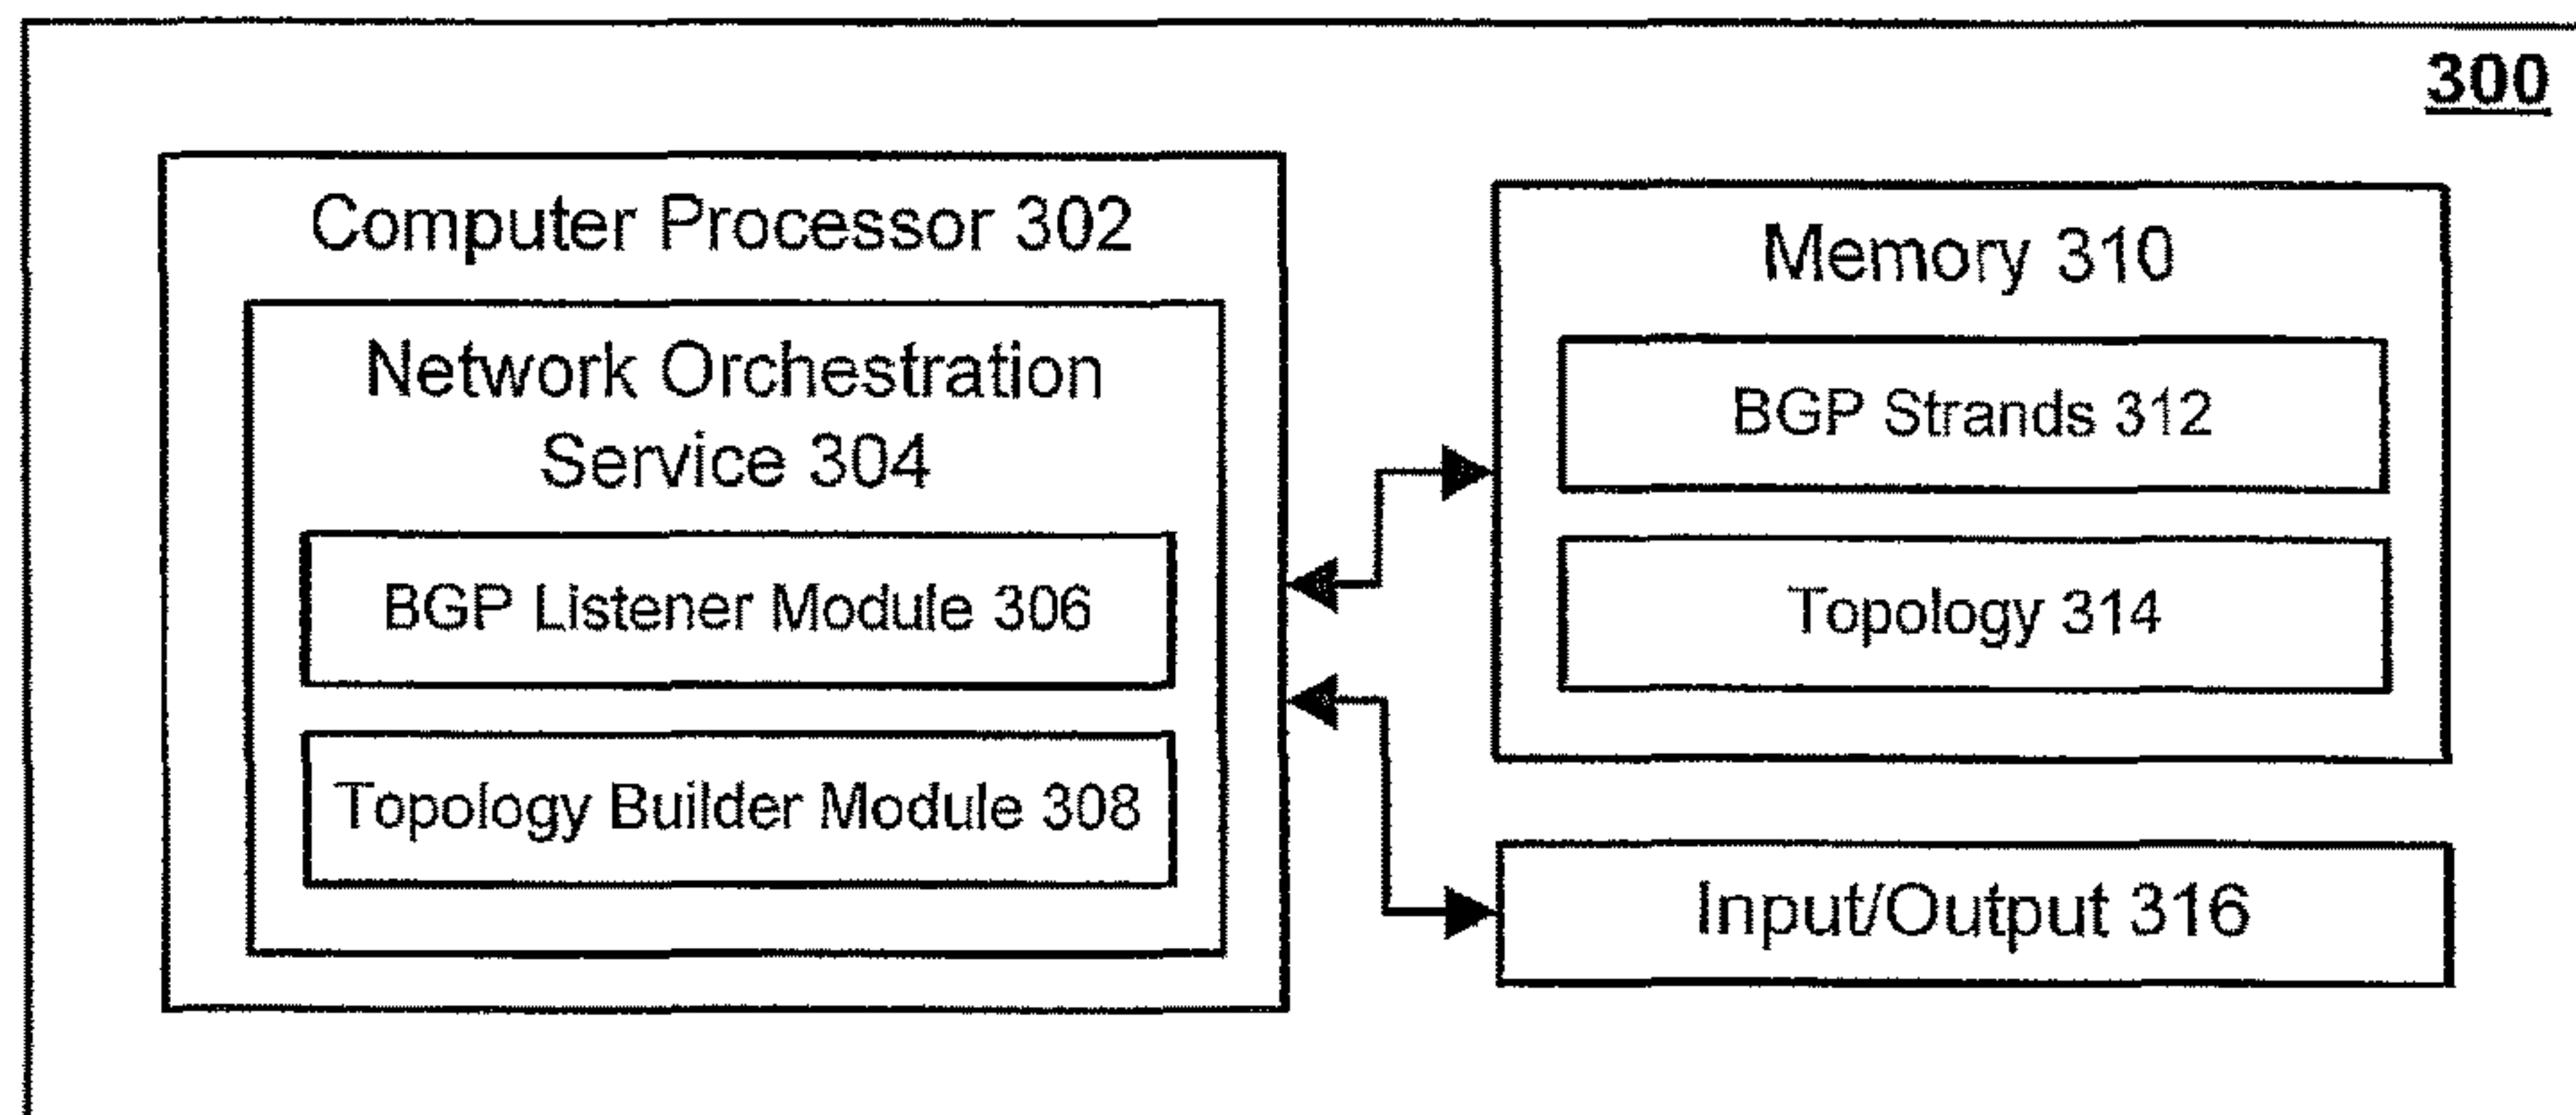 300
Computer Processor 302
Network Orchestration
Service 304
BGP Listener Module 306
Topology Builder Module 308
Memory 310
BGP Strands 312
Topology 314
Input/Output 316